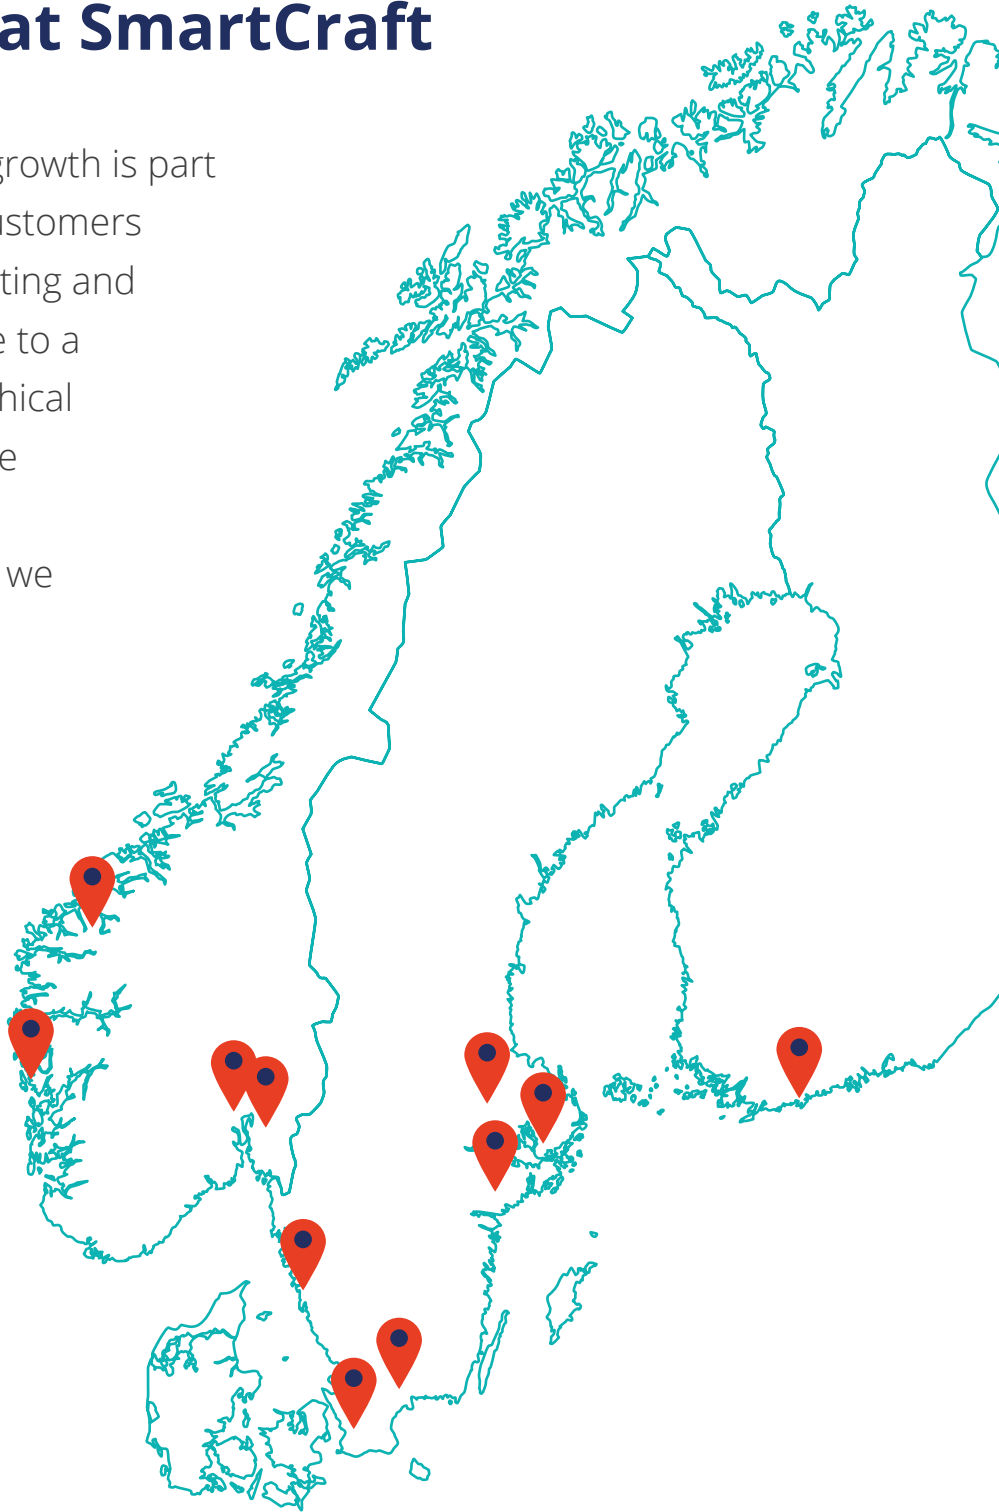 at SmartCraft
growth is part
ustomers
ting and
e to a
hical
e
we